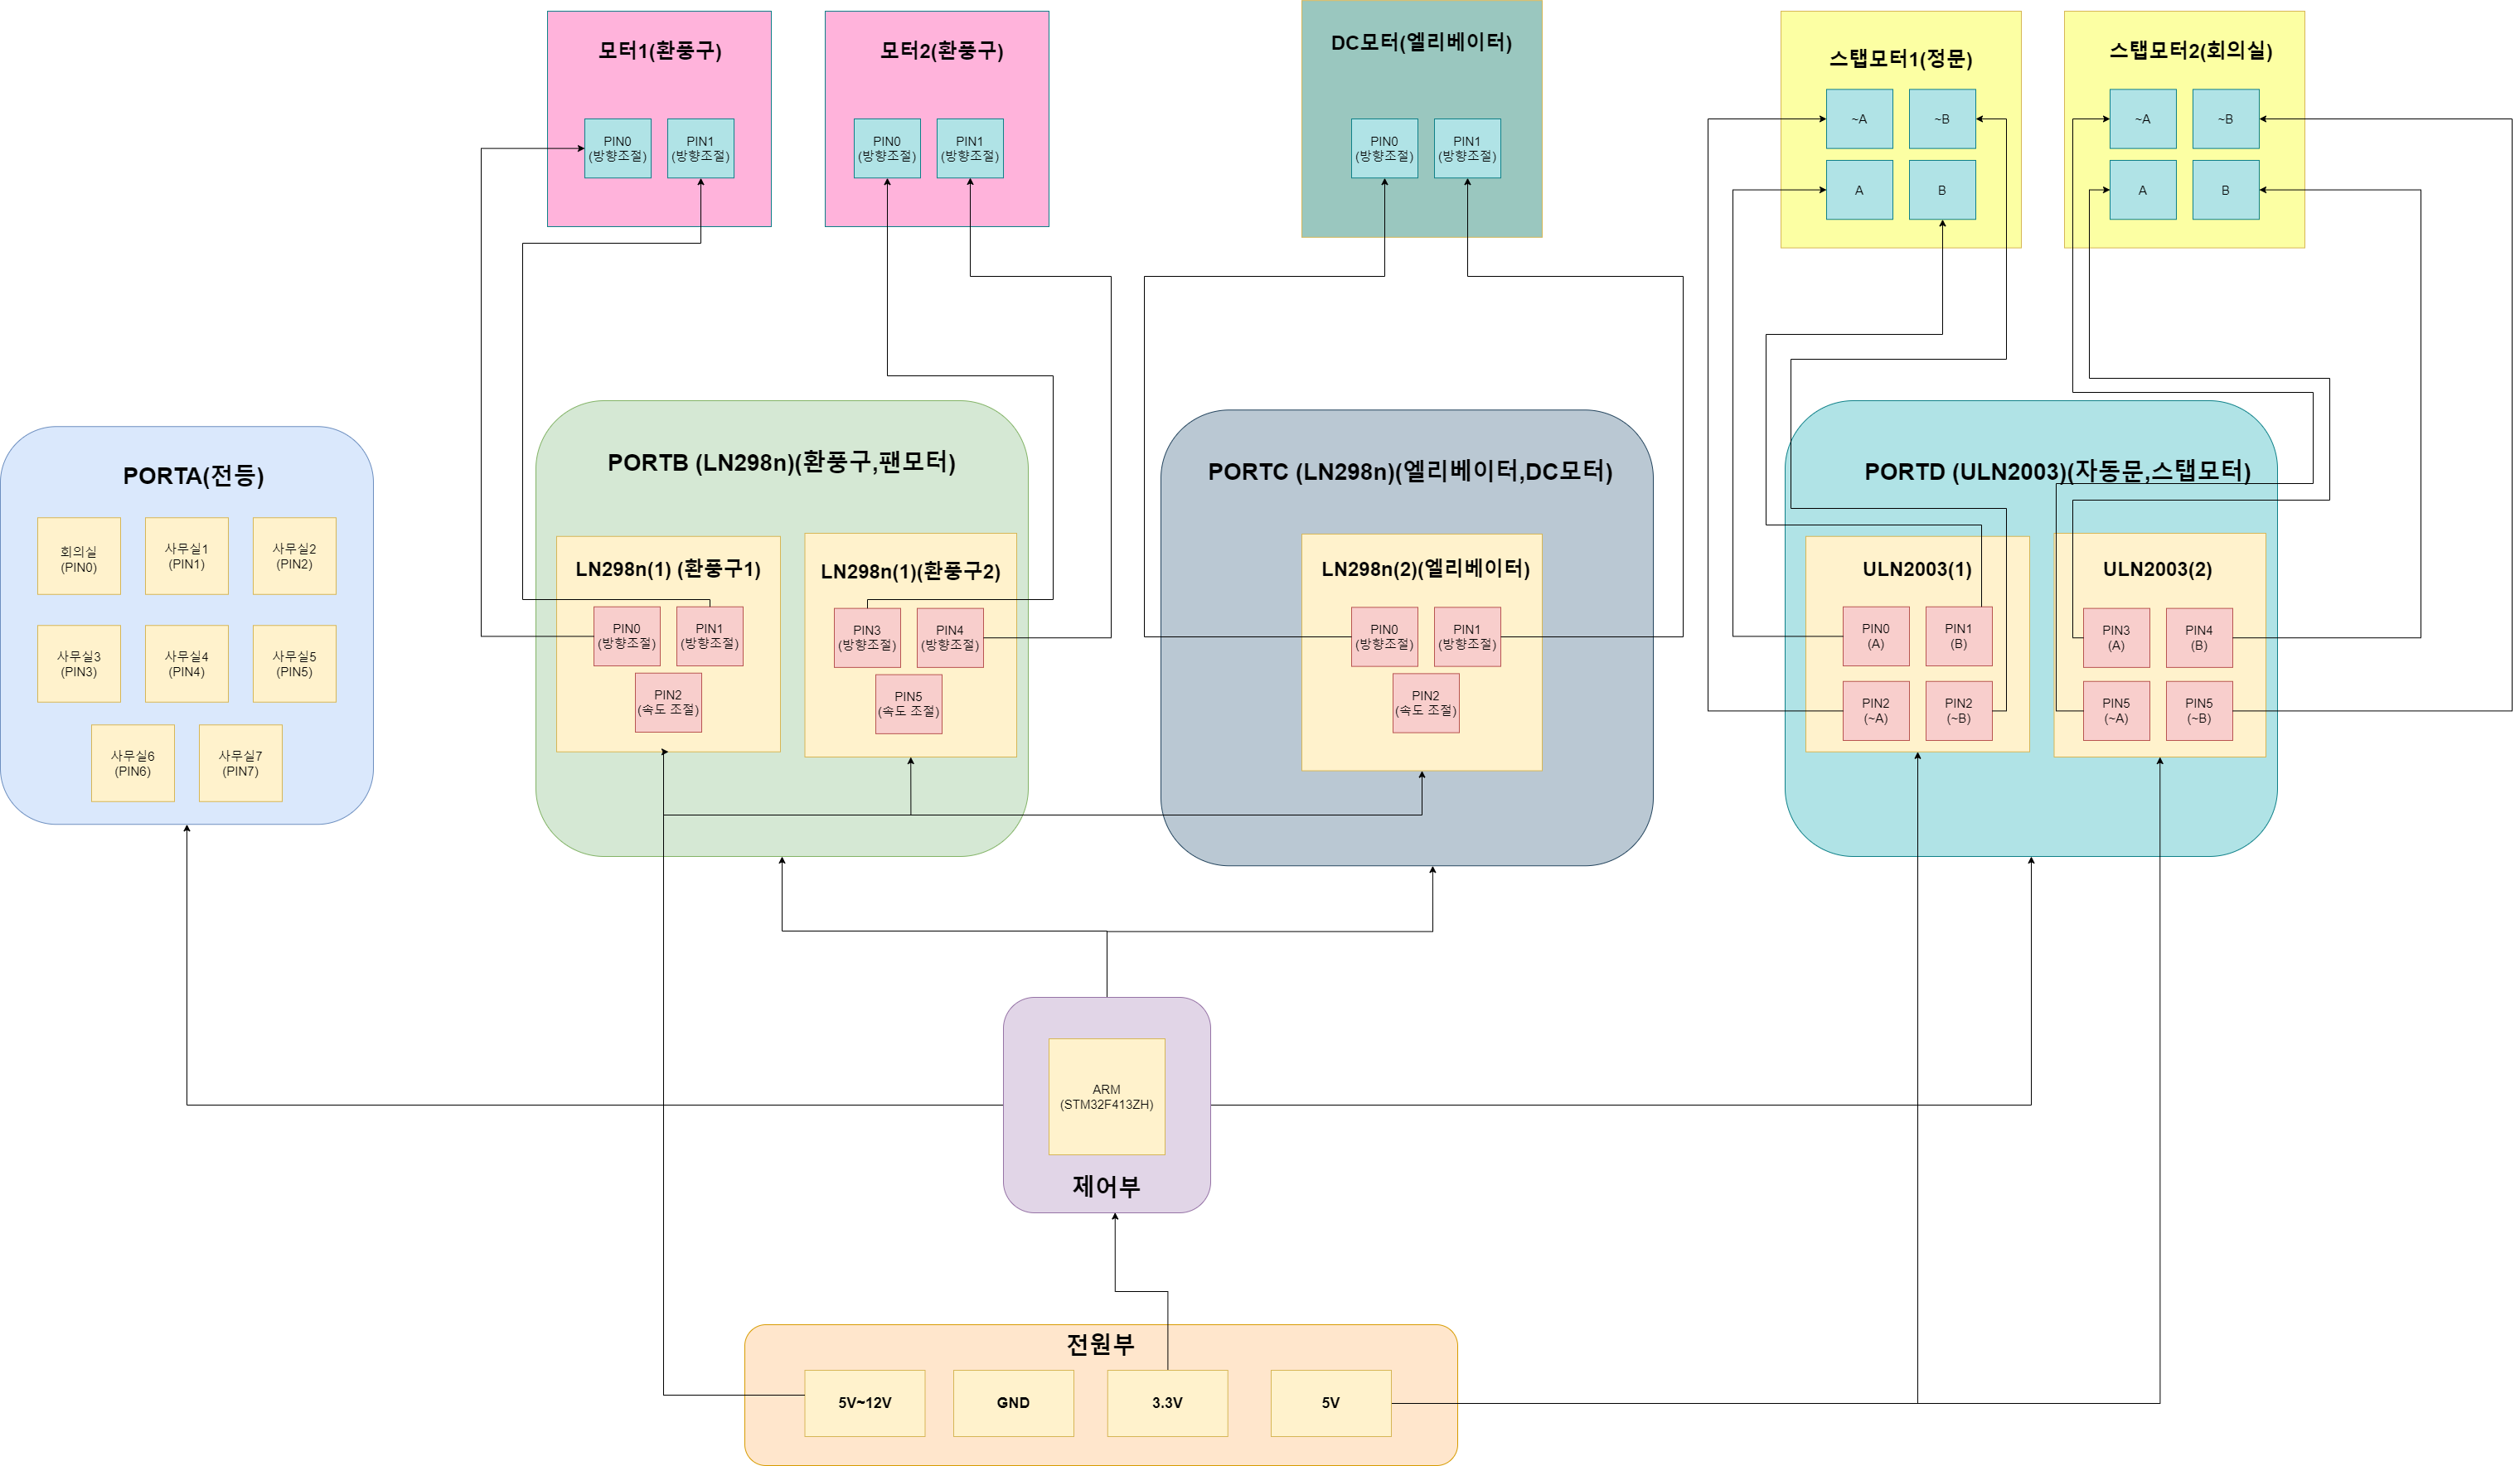 모터1(환풍구)
PIN0
(방향조절)
PIN1
(방향조절)
모터2(환풍구)
PIN0
(방향조절)
PIN1
(방향조절)
DC모터(엘리베이터)
PIN0
(방향조절)
PIN1
(방향조절)
스탭모터1(정문)
~A
~B
A
B
스탭모터2(회의실)
~A
~B
A
B
PORTA(전등)
회의실
(PIN0)
사무실1
(PIN1)
사무실2
(PIN2)
사무실3
(PIN3)
사무실4
(PIN4)
사무실5
(PIN5)
사무실6
(PIN6)
사무실7
(PIN7)
PORTB (LN298n)(환풍구,팬모터)
LN298n(1) (환풍구1)
PIN0
(방향조절)
PIN1
(방향조절)
PIN2
(속도 조절)
LN298n(1)(환풍구2)
PIN3
(방향조절)
PIN4
(방향조절)
PIN5
(속도 조절)
PORTC (LN298n)(엘리베이터,DC모터)
LN298n(2)(엘리베이터)
PIN0
(방향조절)
PIN1
(방향조절)
PIN2
(속도 조절)
PORTD (ULN2003)(자동문,스탭모터)
ULN2003(1)
PIN0
(A)
PIN1
(B)
PIN2
(~A)
PIN2
(~B)
ULN2003(2)
PIN3
(A)
PIN4
(B)
PIN5
(~A)
PIN5
(~B)
ARM
(STM32F413ZH)
제어부
전원부
5V~12V
GND
3.3V
5V